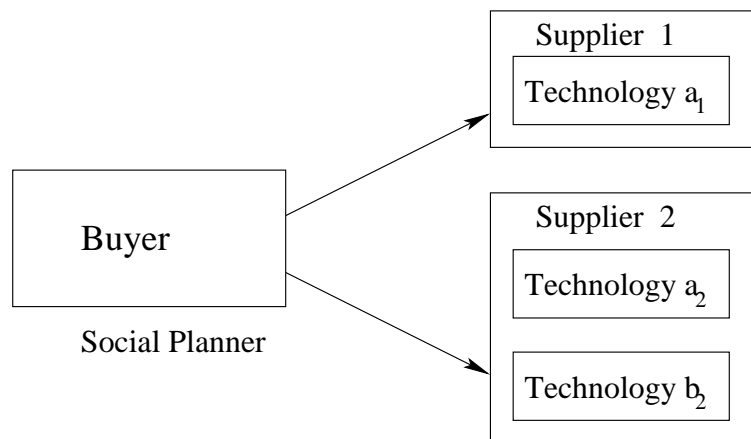 Supplier 1
Technology a1
Buyer
Social Planner
Supplier 2
Technology a2
Technology b2